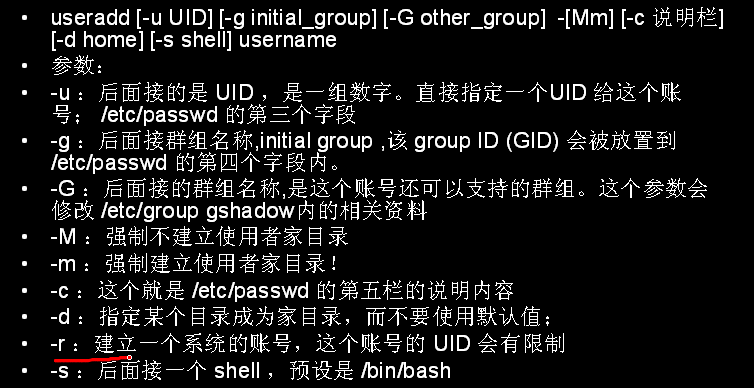 • useradd [-u UID] [-g initial_group] [-G other_group] -[Mm] [-c 说明栏]
[-d home] [-s shell] username
• 参数：
• -u ：后面接的是 UID ，是一组数字。直接指定一个UID 给这个账
号； /etc/passwd 的第三个字段
• -g ：后面接群组名称,initial group ,该 group ID (GID) 会被放置到
/etc/passwd 的第四个字段内。
• -G ：后面接的群组名称,是这个账号还可以支持的群组。这个参数会
修改 /etc/group gshadow内的相关资料
• -M ：强制不建立使用者家目录
• -m ：强制建立使用者家目录！
• -c ：这个就是 /etc/passwd 的第五栏的说明内容
• -d ：指定某个目录成为家目录，而不要使用默认值；
• -r ：建立一个系统的账号，这个账号的 UID 会有限制
• -s ：后面接一个 shell ，预设是 /bin/bash